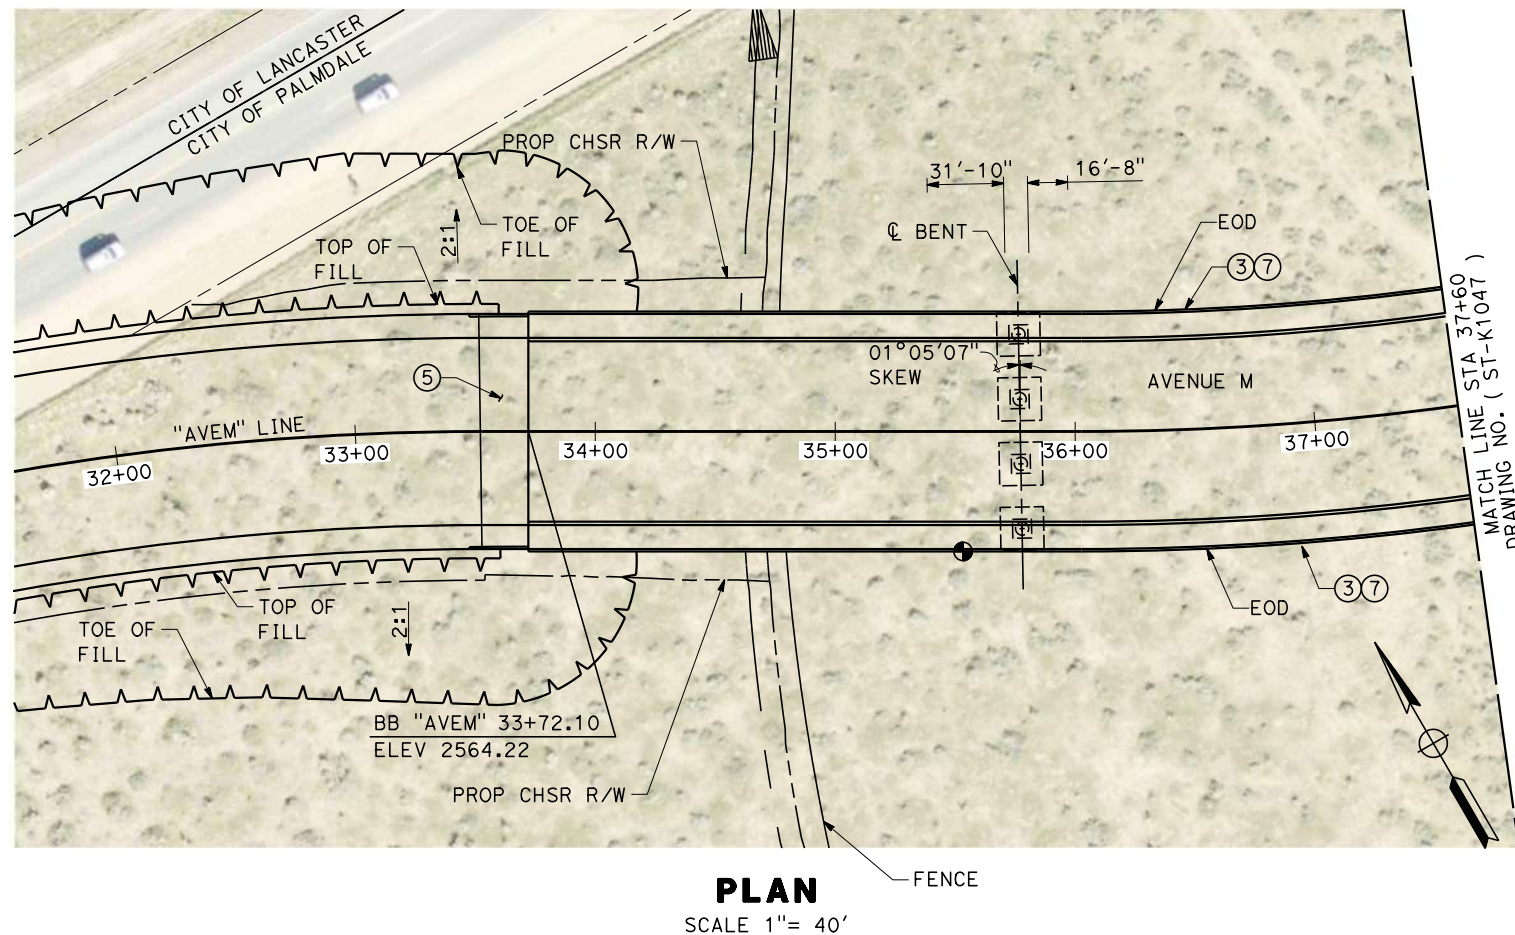 CITY OF LANCASTER
CITY OF PALMDALE
PROP CHSR R/W
31'-10"
16'-8"
TOE OF
FILL
2:1
TOP OF
FILL
℄ BENT
EOD
3 7
01°05'07"
SKEW
AVENUE M
5
"AVEM" LINE
32+00
33+00
34+00
35+00
36+00
37+00
MATCH LINE STA 37+60
DRAWING NO. ( ST-K1047 )
TOP OF
FILL
TOE OF
FILL
2:1
EOD
3 7
BB "AVEM" 33+72.10
ELEV 2564.22
PROP CHSR R/W
FENCE
PLAN
SCALE 1"= 40'